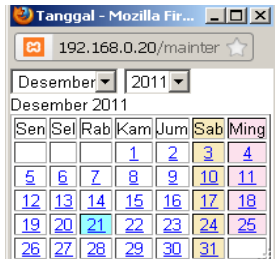 Tanggal - Mozilla Fir...
192.168.0.20/mainter
Desember 2011
Desember 2011
Sen Sel Rab Kam Jum Sab Ming
1 2 3 4
5 6 7 8 9 10 11
12 13 14 15 16 17 18
19 20 21 22 23 24 25
26 27 28 29 30 31